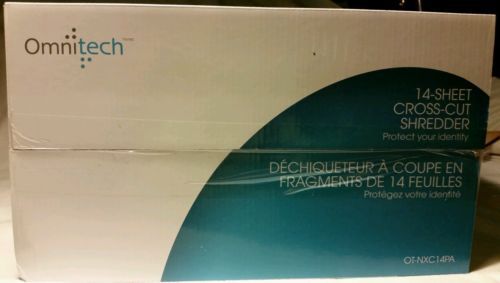 Omnitech
14-SHEET
CROSS-CUT
SHREDDER
Protect your identity
DÉCHIQUETEUR À COUPE EN
FRAGMENTS DE 14 FEUILLES
Protégez votre identité
OT-NXC14PA